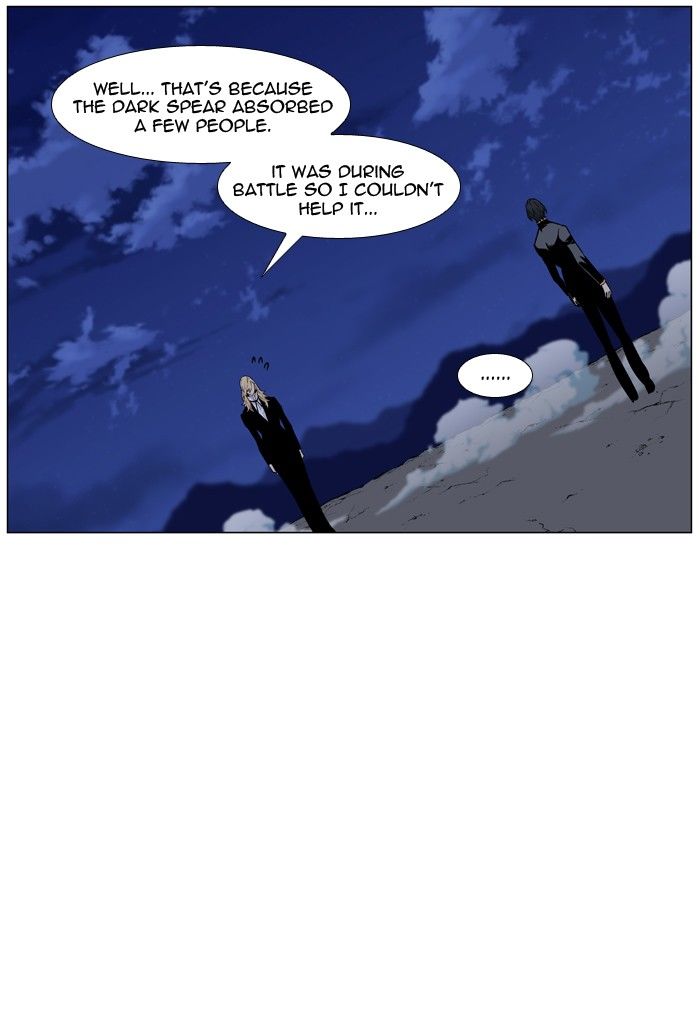 WELL... THAT'S BECAUSE
THE DARK SPEAR ABSORBED
A FEW PEOPLE.
IT WAS DURING
BATTLE SO I COULDN'T
HELP IT...
......